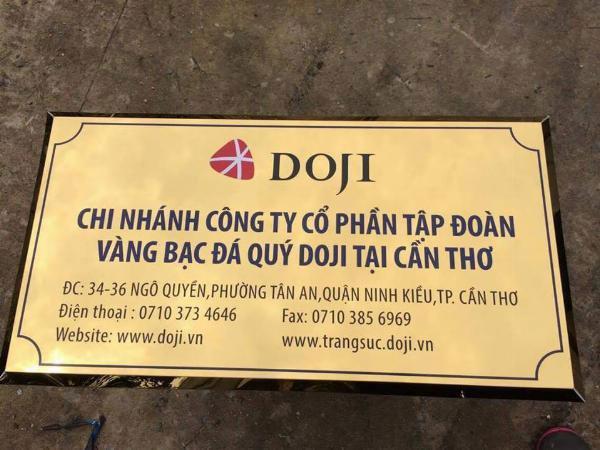 DOJI
CHI NHÁNH CÔNG TY CỔ PHẦN TẬP ĐOÀN
VÀNG BẠC ĐÁ QUÝ DOJI TẠI CẦN THƠ
ĐC: 34-36 NGÔ QUYỀN,PHƯỜNG TÂN AN,QUẬN NINH KIỀU,TP. CẦN THƠ
Điện thoại : 0710 373 4646 Fax: 0710 385 6969
Website: www.doji.vn www.trangsuc.doji.vn